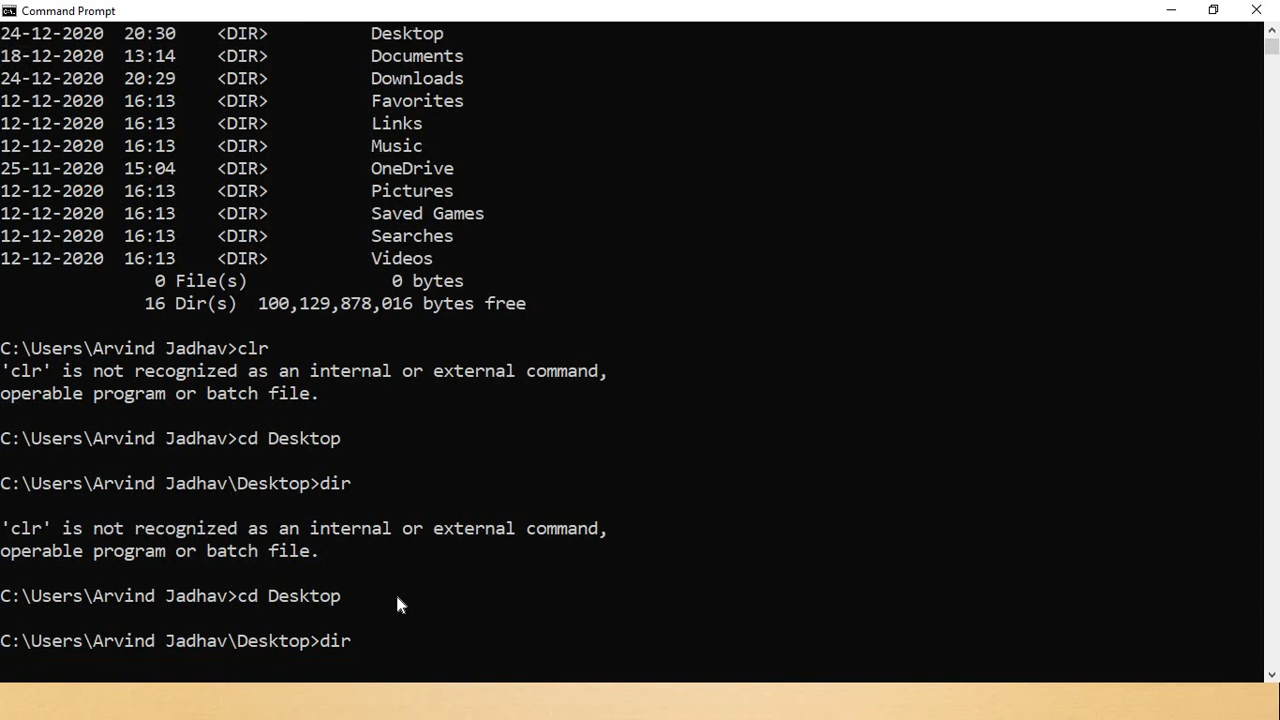 Command Prompt
24-12-2020  20:30    <DIR>          Desktop
18-12-2020  13:14    <DIR>          Documents
24-12-2020  20:29    <DIR>          Downloads
12-12-2020  16:13    <DIR>          Favorites
12-12-2020  16:13    <DIR>          Links
12-12-2020  16:13    <DIR>          Music
25-11-2020  15:04    <DIR>          OneDrive
12-12-2020  16:13    <DIR>          Pictures
12-12-2020  16:13    <DIR>          Saved Games
12-12-2020  16:13    <DIR>          Searches
12-12-2020  16:13    <DIR>          Videos
               0 File(s)              0 bytes
              16 Dir(s)  100,129,878,016 bytes free
C:\Users\Arvind Jadhav>clr
'clr' is not recognized as an internal or external command,
operable program or batch file.
C:\Users\Arvind Jadhav>cd Desktop
C:\Users\Arvind Jadhav\Desktop>dir
'clr' is not recognized as an internal or external command,
operable program or batch file.
C:\Users\Arvind Jadhav>cd Desktop
C:\Users\Arvind Jadhav\Desktop>dir